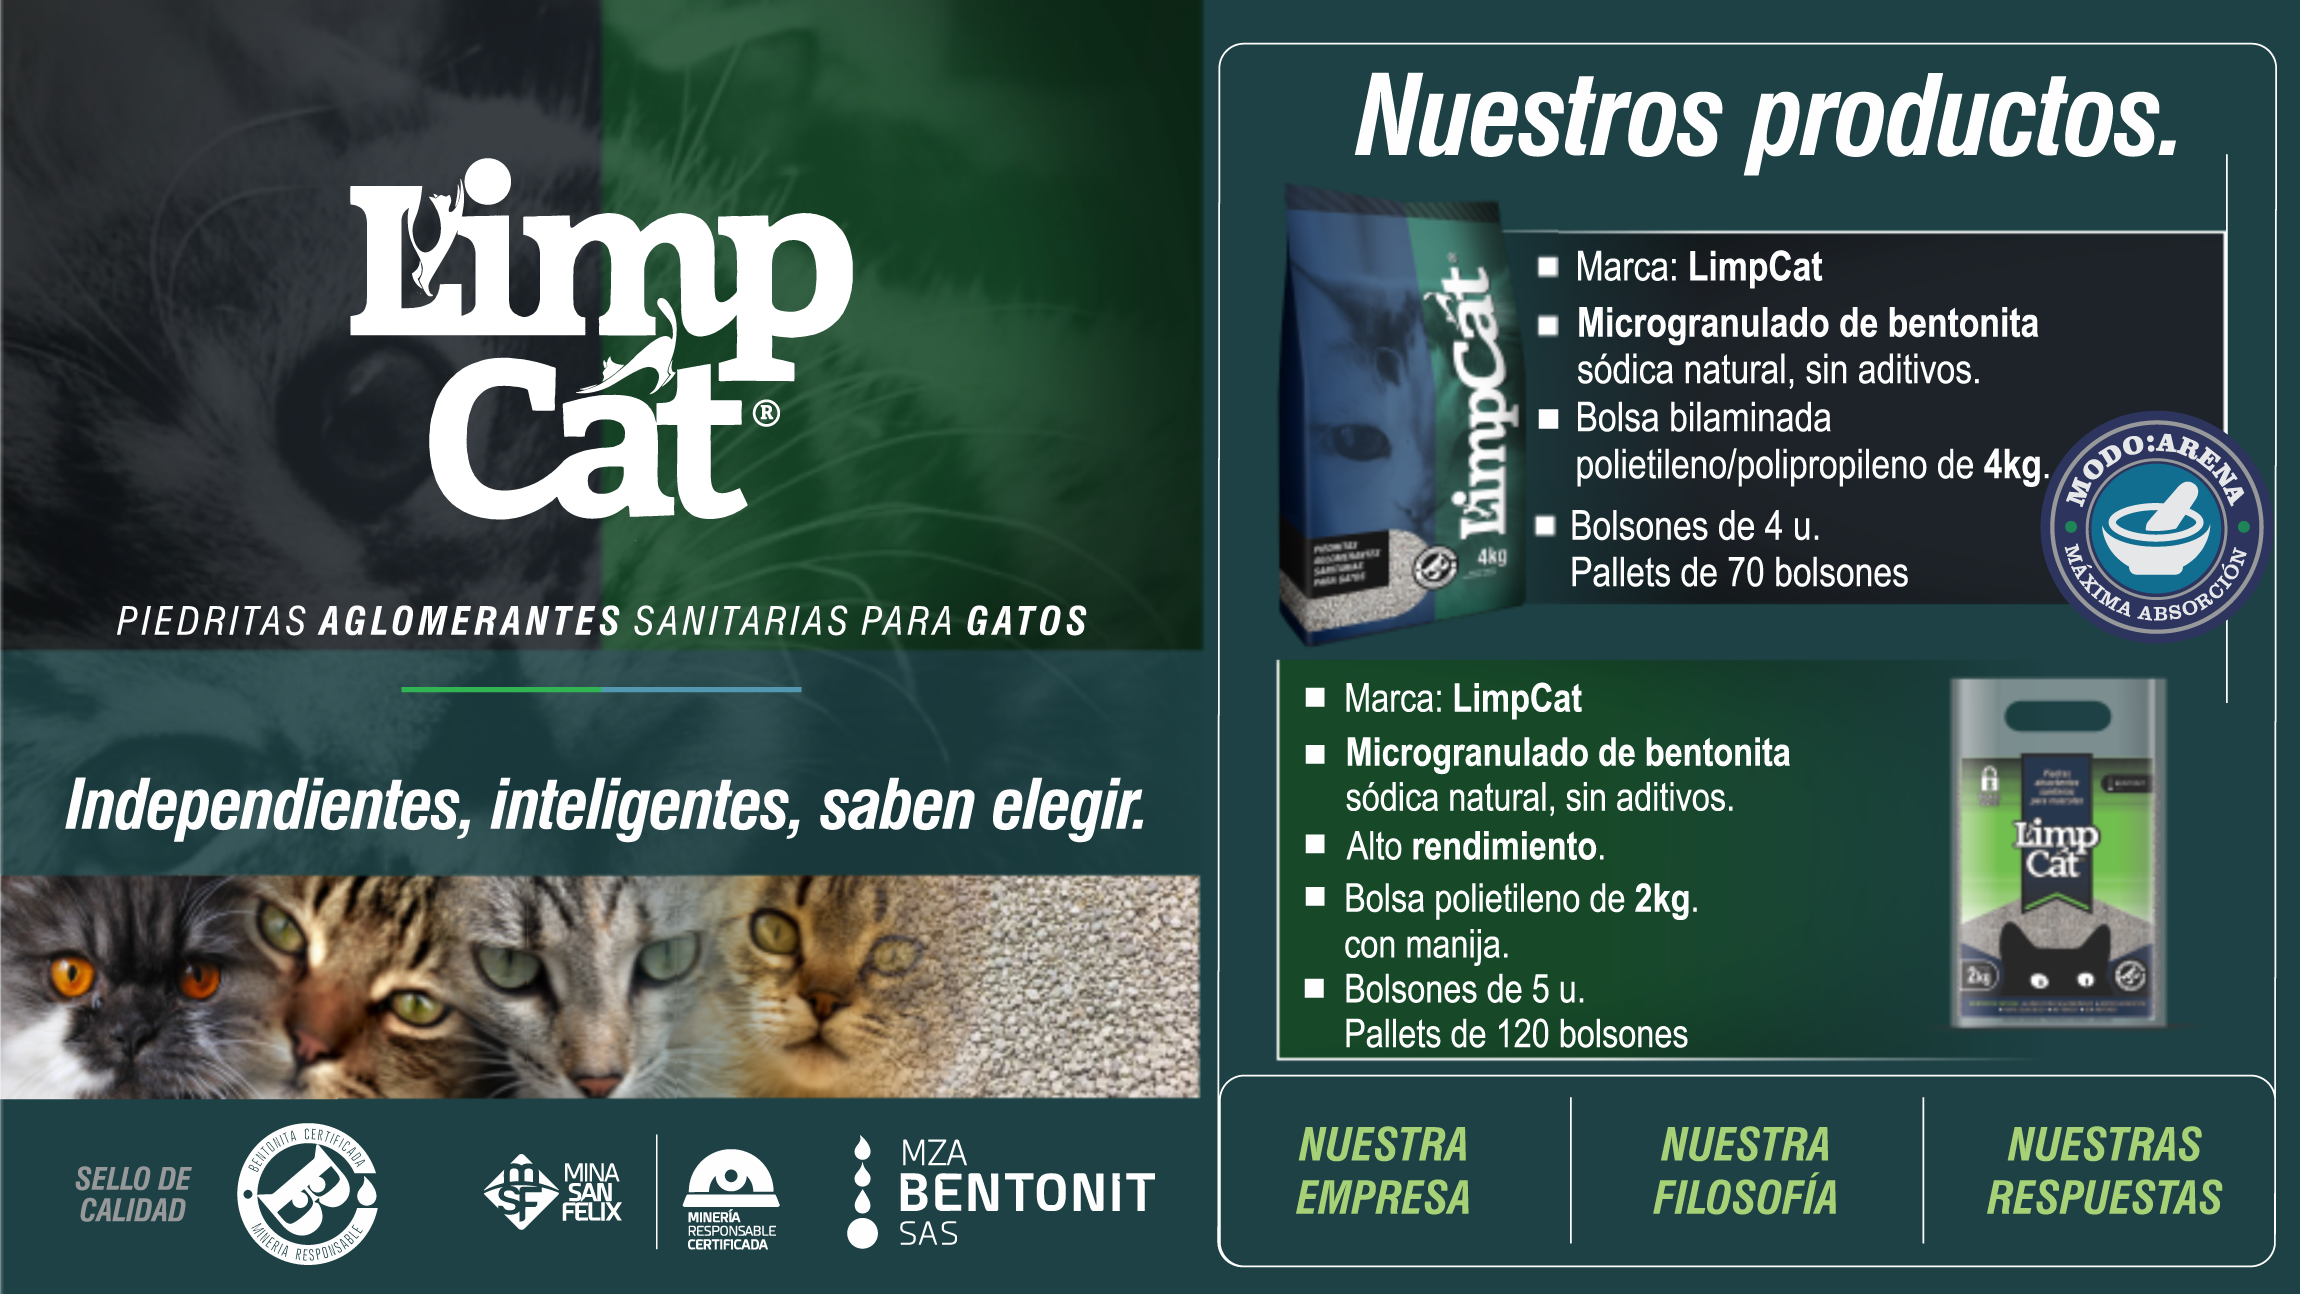 Limp
Cat®
PIEDRITAS AGLOMERANTES SANITARIAS PARA GATOS
Independientes, inteligentes, saben elegir.
SELLO DE
CALIDAD
BENTONITA CERTIFICADA
MINERIA RESPONSABLE
MSF
MINA
SAN
FELIX
MINERÍA
RESPONSABLE
CERTIFICADA
MZA
BENTONIT
SAS
Nuestros productos.
LimpCat
4kg
Marca: LimpCat
Microgranulado de bentonita
sódica natural, sin aditivos.
Bolsa bilaminada
polietileno/polipropileno de 4kg.
Bolsones de 4 u.
Pallets de 70 bolsones
MODO:ARENA
MÁXIMA ABSORCIÓN
Marca: LimpCat
Microgranulado de bentonita
sódica natural, sin aditivos.
Alto rendimiento.
Bolsa polietileno de 2kg.
con manija.
Bolsones de 5 u.
Pallets de 120 bolsones
Limp
Cat
2kg
NUESTRA
EMPRESA
NUESTRA
FILOSOFÍA
NUESTRAS
RESPUESTAS